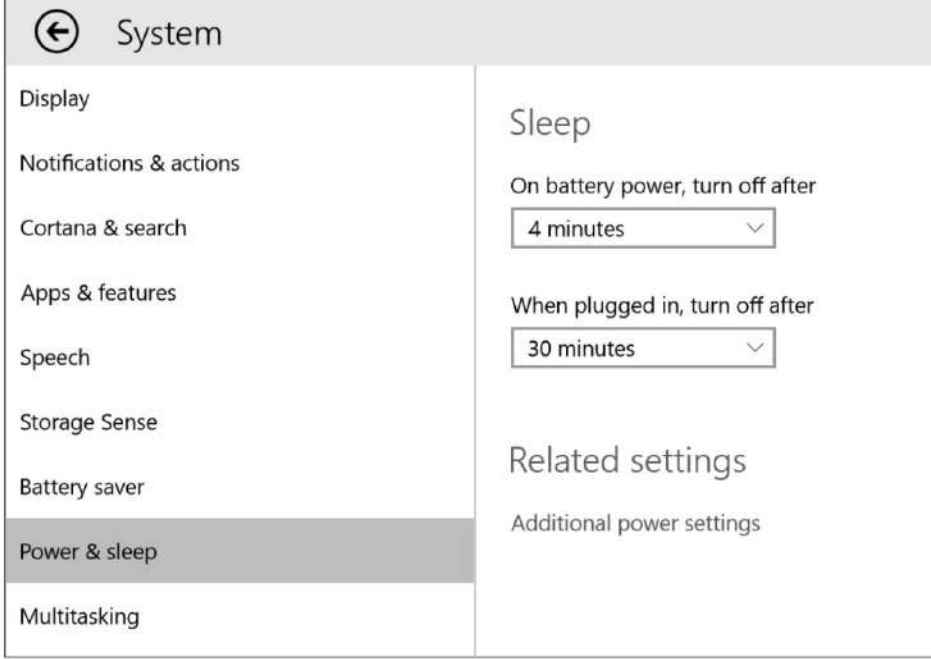 System
Display
Notifications & actions
Cortana & search
Apps & features
Speech
Storage Sense
Battery saver
Power & sleep
Multitasking
Sleep
On battery power, turn off after
4 minutes
When plugged in, turn off after
30 minutes
Related settings
Additional power settings